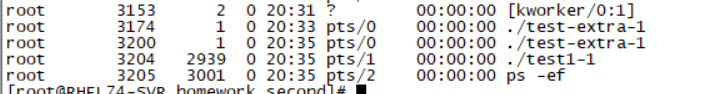 root 3153 2 0 20:31 ? 00:00:00 [kworker/0:1]
root 3174 1 0 20:33 pts/0 00:00:00 ./test-extra-1
root 3200 1 0 20:35 pts/0 00:00:00 ./test-extra-1
root 3204 2939 0 20:35 pts/1 00:00:00 ./test1-1
root 3205 3001 0 20:35 pts/2 00:00:00 ps -ef
[root@RHEL74-SVR homework_second]#